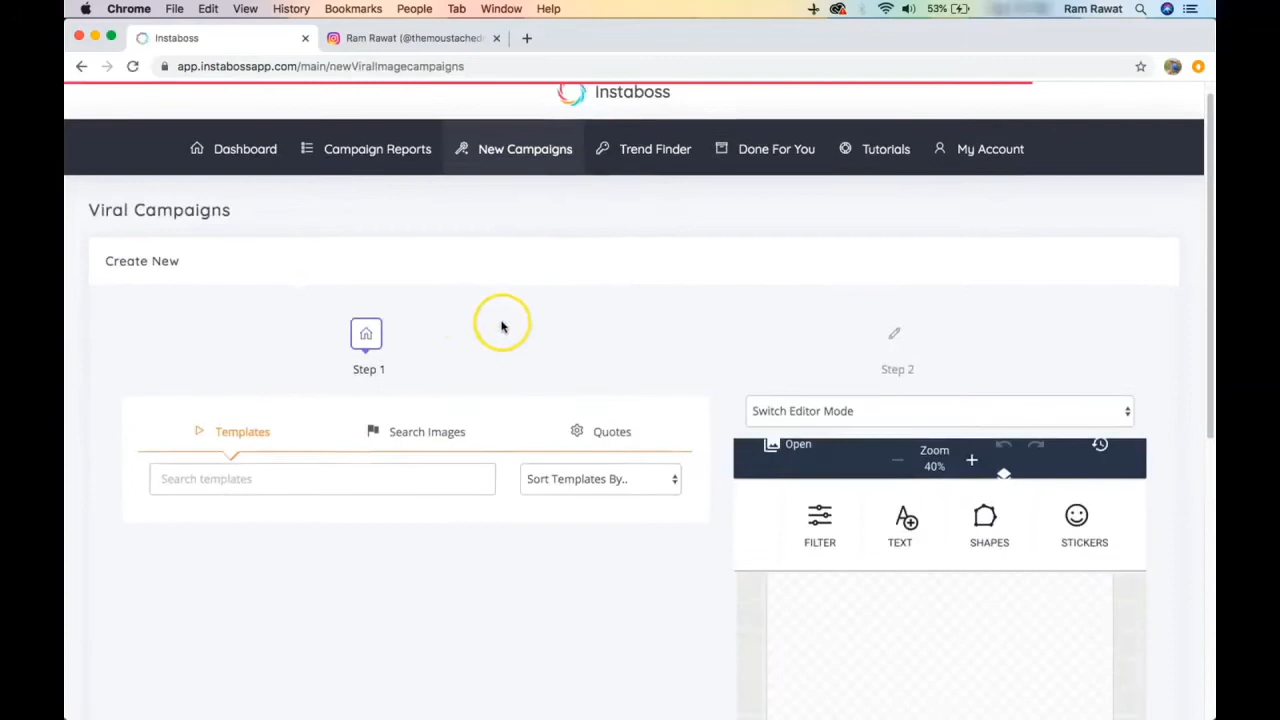 Chrome File Edit View History Bookmarks People Tab Window Help 53% Ram Rawat
Instaboss Ram Rawat (@themoustached
app.instabossapp.com/main/newViralImagecampaigns
Instaboss
Dashboard Campaign Reports New Campaigns Trend Finder Done For You Tutorials My Account
Viral Campaigns
Create New
Step 1 Step 2
Switch Editor Mode
Templates Search Images Quotes
Open Zoom
40%
Search templates Sort Templates By..
FILTER TEXT SHAPES STICKERS